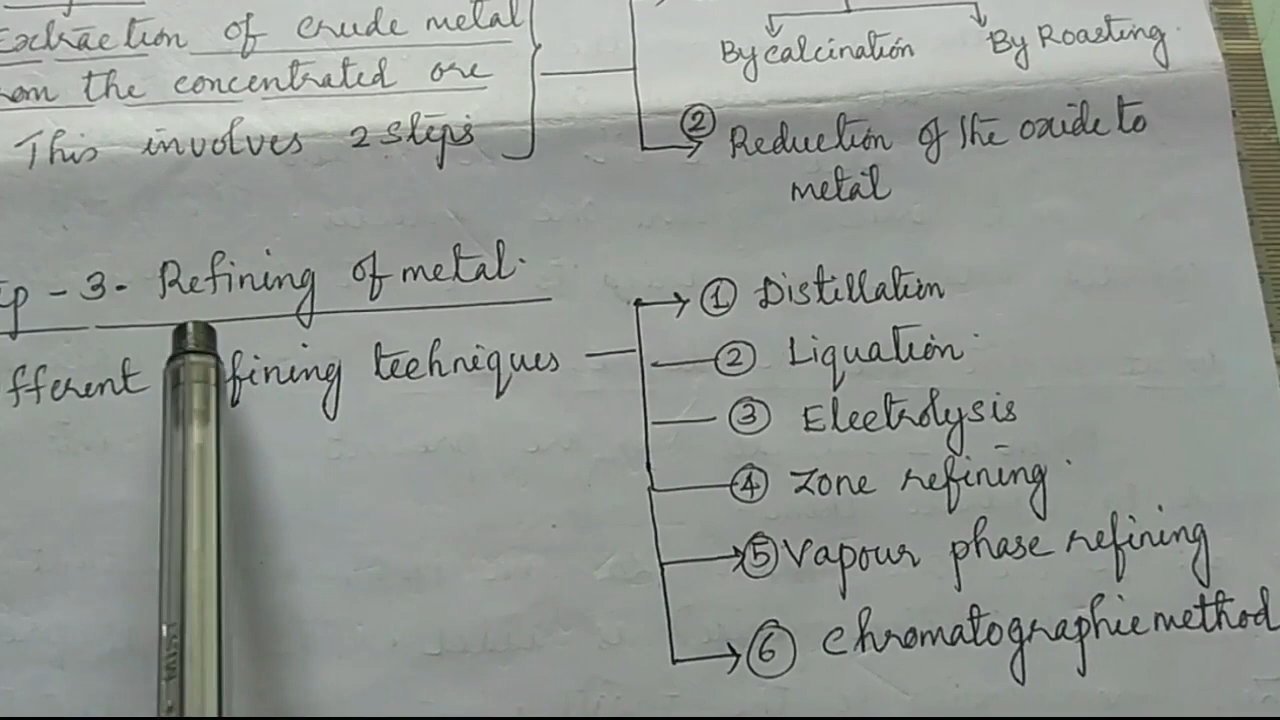 Extraction of crude metal
from the concentrated ore
This involves 2 steps
By calcination
By Roasting.
② Reduction of the oxide to
metal
ep - 3 - Refining of metal.
fferent refining techniques
① Distillation
② Liquation
③ Electrolysis
④ Zone refining
⑤ Vapour phase refining
⑥ chromatographic method